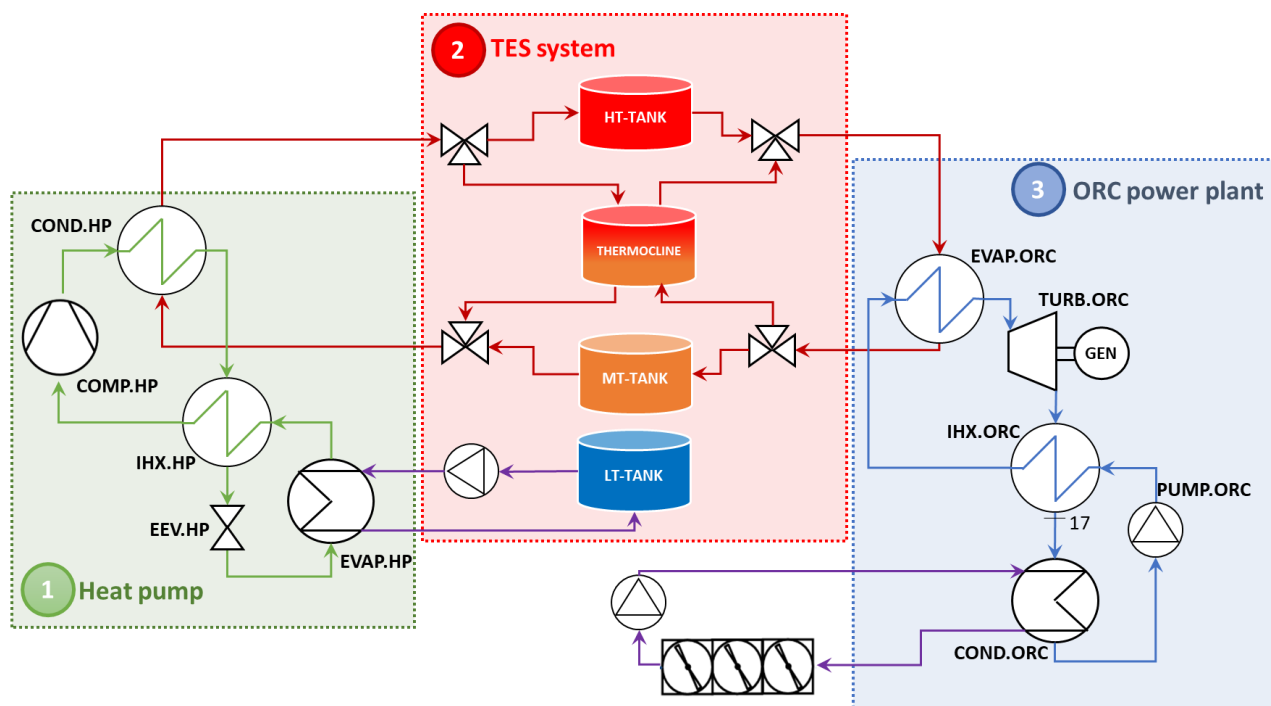 2 TES system
HT-TANK
THERMOCLINE
MT-TANK
LT-TANK
COND.HP
COMP.HP
IHX.HP
EEV.HP
EVAP.HP
1 Heat pump
3 ORC power plant
EVAP.ORC
TURB.ORC
GEN
IHX.ORC
PUMP.ORC
17
COND.ORC